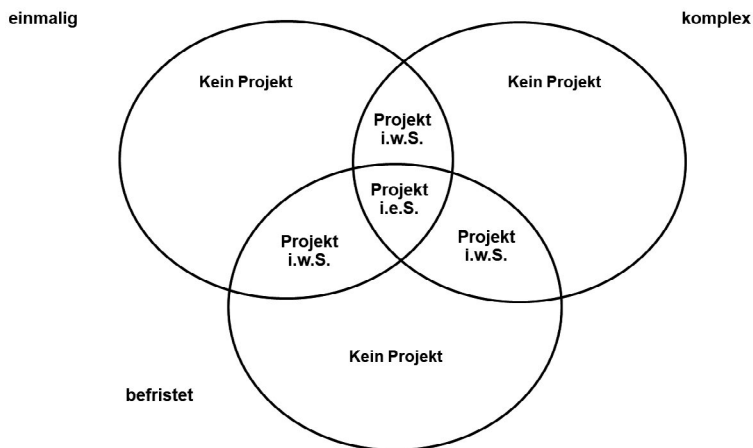 einmalig
komplex
Kein Projekt
Kein Projekt
Projekt
i.w.S.
Projekt
i.e.S.
Projekt
i.w.S.
Projekt
i.w.S.
Kein Projekt
befristet